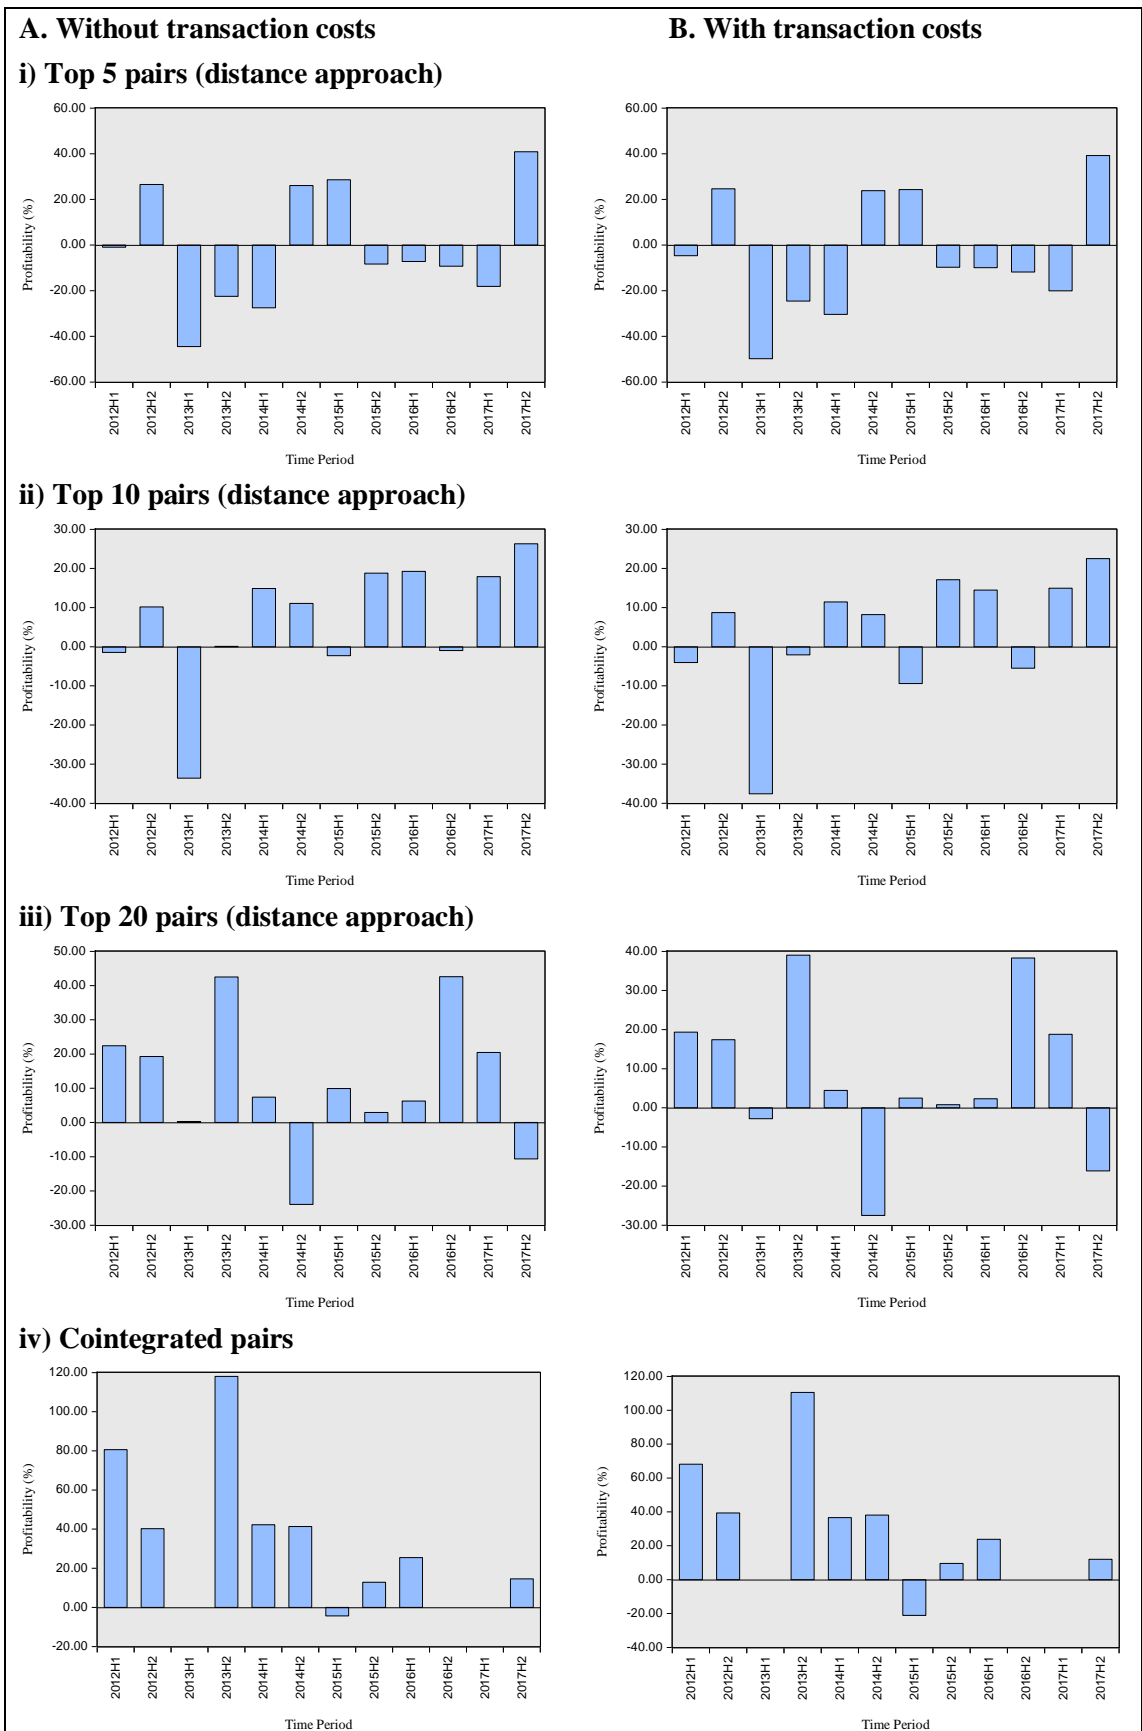 A. Without transaction costs
B. With transaction costs
i) Top 5 pairs (distance approach)
60.00
40.00
20.00
0.00
-20.00
-40.00
-60.00
Profitability (%)
2012H1
2012H2
2013H1
2013H2
2014H1
2014H2
2015H1
2015H2
2016H1
2016H2
2017H1
2017H2
Time Period
60.00
40.00
20.00
0.00
-20.00
-40.00
-60.00
Profitability (%)
2012H1
2012H2
2013H1
2013H2
2014H1
2014H2
2015H1
2015H2
2016H1
2016H2
2017H1
2017H2
Time Period
ii) Top 10 pairs (distance approach)
30.00
20.00
10.00
0.00
-10.00
-20.00
-30.00
-40.00
Profitability (%)
2012H1
2012H2
2013H1
2013H2
2014H1
2014H2
2015H1
2015H2
2016H1
2016H2
2017H1
2017H2
Time Period
30.00
20.00
10.00
0.00
-10.00
-20.00
-30.00
-40.00
Profitability (%)
2012H1
2012H2
2013H1
2013H2
2014H1
2014H2
2015H1
2015H2
2016H1
2016H2
2017H1
2017H2
Time Period
iii) Top 20 pairs (distance approach)
50.00
40.00
30.00
20.00
10.00
0.00
-10.00
-20.00
-30.00
Profitability (%)
2012H1
2012H2
2013H1
2013H2
2014H1
2014H2
2015H1
2015H2
2016H1
2016H2
2017H1
2017H2
Time Period
40.00
30.00
20.00
10.00
0.00
-10.00
-20.00
-30.00
Profitability (%)
2012H1
2012H2
2013H1
2013H2
2014H1
2014H2
2015H1
2015H2
2016H1
2016H2
2017H1
2017H2
Time Period
iv) Cointegrated pairs
120.00
100.00
80.00
60.00
40.00
20.00
0.00
-20.00
Profitability (%)
2012H1
2012H2
2013H1
2013H2
2014H1
2014H2
2015H1
2015H2
2016H1
2016H2
2017H1
2017H2
Time Period
120.00
100.00
80.00
60.00
40.00
20.00
0.00
-20.00
-40.00
Profitability (%)
2012H1
2012H2
2013H1
2013H2
2014H1
2014H2
2015H1
2015H2
2016H1
2016H2
2017H1
2017H2
Time Period